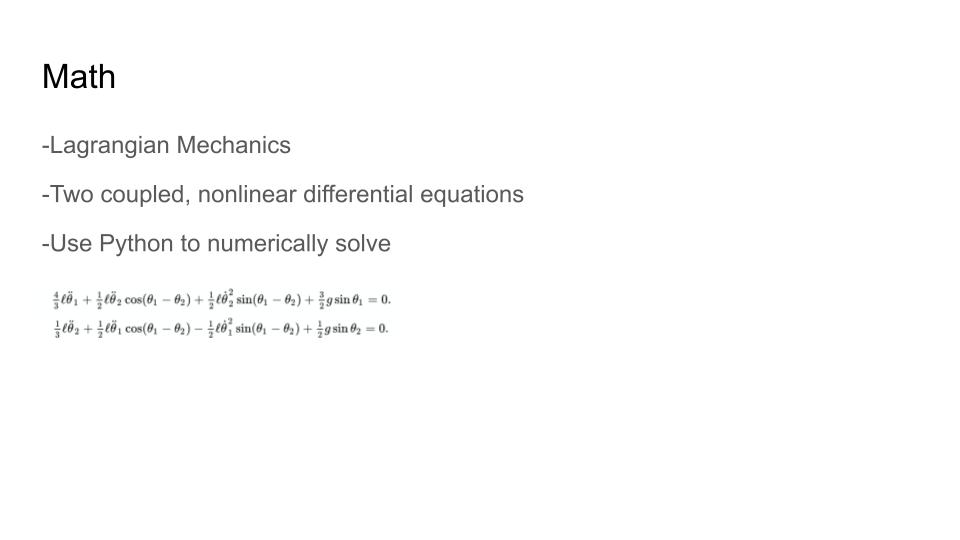 Math
-Lagrangian Mechanics
-Two coupled, nonlinear differential equations
-Use Python to numerically solve
$\frac{4}{3}\ell\ddot{\theta}_1 + \frac{1}{2}\ell\ddot{\theta}_2\cos(\theta_1 - \theta_2) + \frac{1}{2}\ell\dot{\theta}_2^2\sin(\theta_1 - \theta_2) + \frac{3}{2}g\sin\theta_1 = 0.$
$\frac{1}{3}\ell\ddot{\theta}_2 + \frac{1}{2}\ell\ddot{\theta}_1\cos(\theta_1 - \theta_2) - \frac{1}{2}\ell\dot{\theta}_1^2\sin(\theta_1 - \theta_2) + \frac{1}{2}g\sin\theta_2 = 0.$